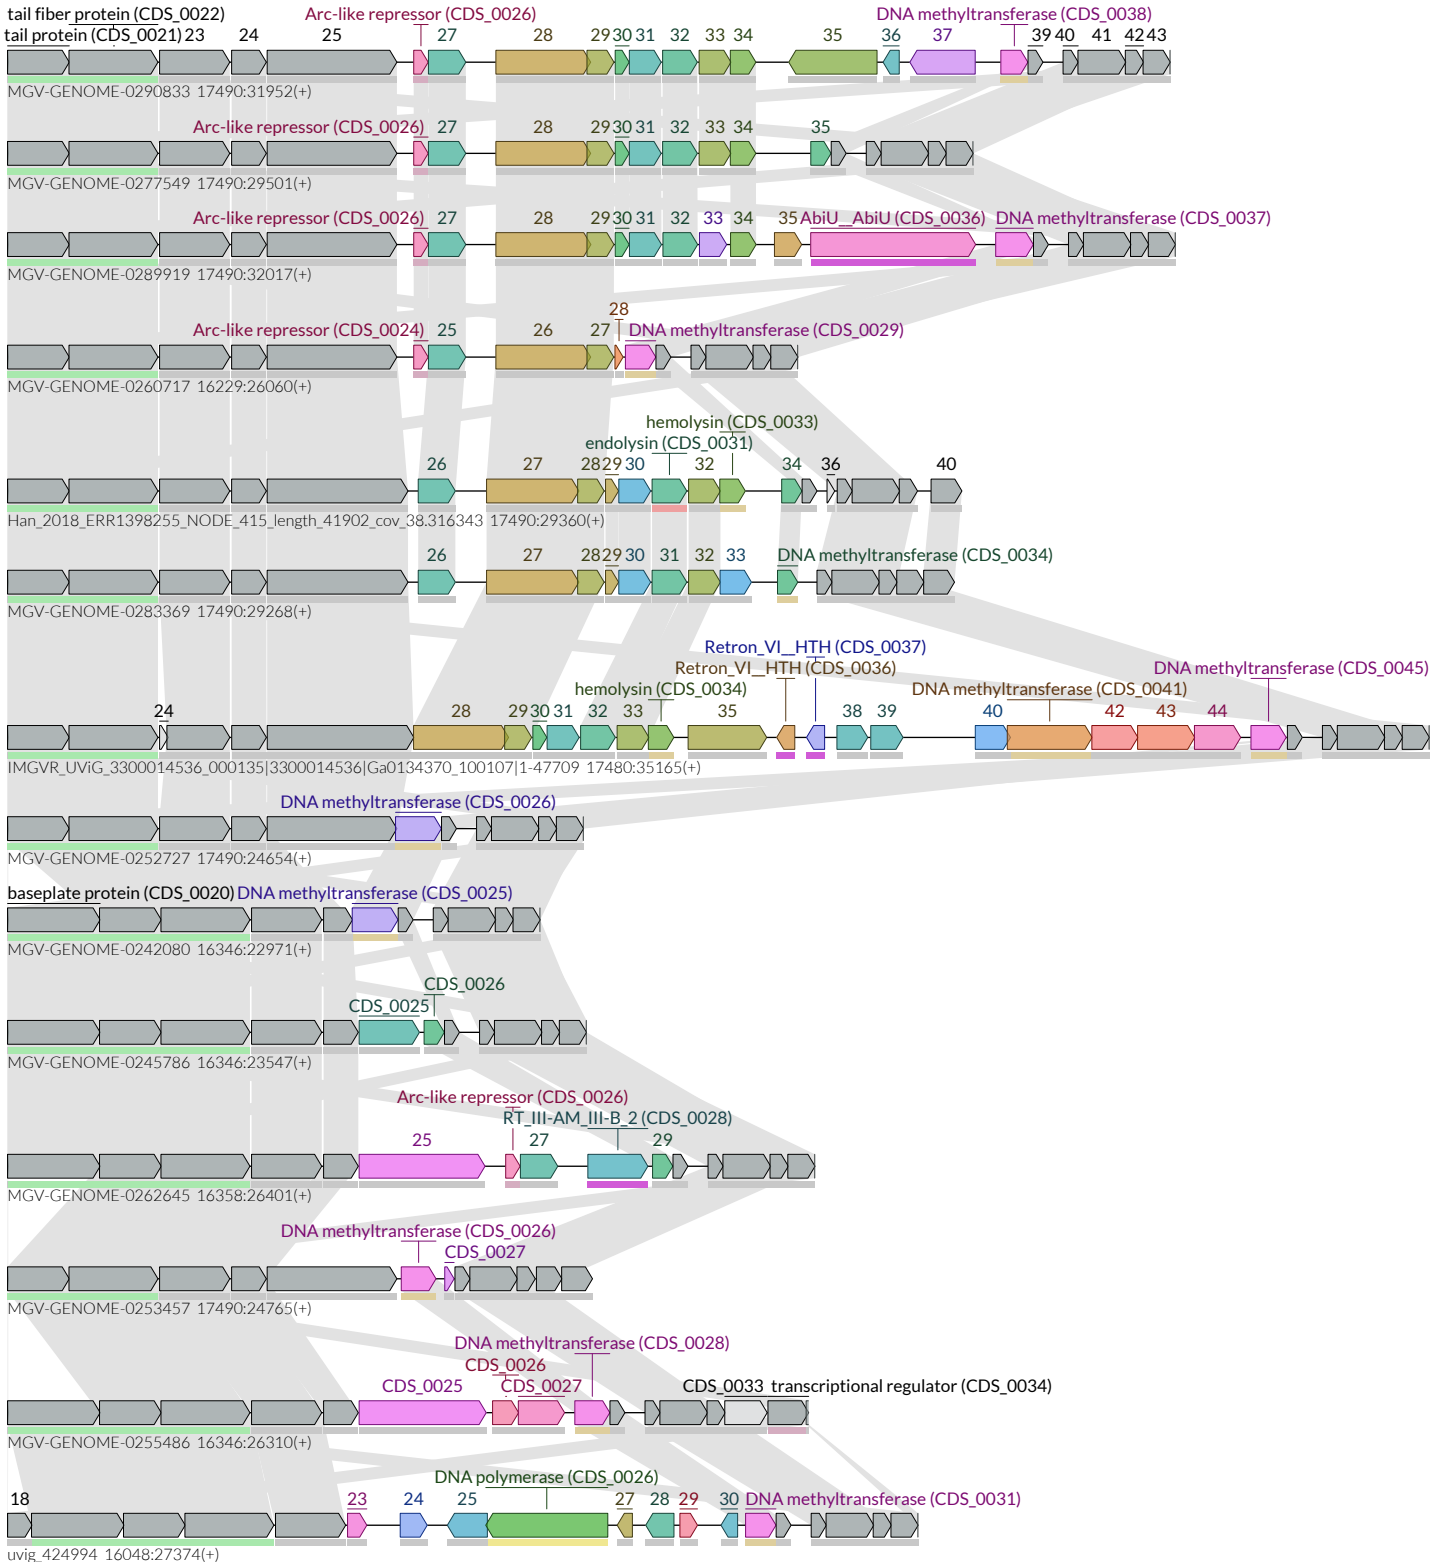 tail fiber protein (CDS_0022) Arc-like repressor (CDS_0026) DNA methyltransferase (CDS_0038)
tail protein (CDS_0021) 23 24 25 27 28 29 30 31 32 33 34 35 36 37 39 40 41 42 43
MGV-GENOME-0290833 17490:31952(+)
Arc-like repressor (CDS_0026) 27 28 29 30 31 32 33 34 35
MGV-GENOME-0277549 17490:29501(+)
Arc-like repressor (CDS_0026) 27 28 29 30 31 32 33 34 35 AbiU__AbiU (CDS_0036) DNA methyltransferase (CDS_0037)
MGV-GENOME-0289919 17490:32017(+)
28
Arc-like repressor (CDS_0024) 25 26 27 DNA methyltransferase (CDS_0029)
MGV-GENOME-0260717 16229:26060(+)
hemolysin (CDS_0033)
endolysin (CDS_0031)
26 27 28 29 30 32 34 36 40
Han_2018_ERR1398255_NODE_415_length_41902_cov_38.316343 17490:29360(+)
26 27 28 29 30 31 32 33 DNA methyltransferase (CDS_0034)
MGV-GENOME-0283369 17490:29268(+)
Retron_VI__HTH (CDS_0037)
Retron_VI__HTH (CDS_0036) DNA methyltransferase (CDS_0045)
hemolysin (CDS_0034) DNA methyltransferase (CDS_0041)
24 28 29 30 31 32 33 35 38 39 40 42 43 44
IMGVR_UViG_3300014536_000135|3300014536|Ga0134370_100107|1-47709 17480:35165(+)
DNA methyltransferase (CDS_0026)
MGV-GENOME-0252727 17490:24654(+)
baseplate protein (CDS_0020) DNA methyltransferase (CDS_0025)
MGV-GENOME-0242080 16346:22971(+)
CDS_0026
CDS_0025
MGV-GENOME-0245786 16346:23547(+)
Arc-like repressor (CDS_0026)
RT_III-AM_III-B_2 (CDS_0028)
25 27 29
MGV-GENOME-0262645 16358:26401(+)
DNA methyltransferase (CDS_0026)
CDS_0027
MGV-GENOME-0253457 17490:24765(+)
DNA methyltransferase (CDS_0028)
CDS_0026
CDS_0025 CDS_0027 CDS_0033 transcriptional regulator (CDS_0034)
MGV-GENOME-0255486 16346:26310(+)
DNA polymerase (CDS_0026)
18 23 24 25 27 28 29 30 DNA methyltransferase (CDS_0031)
uvig_424994 16048:27374(+)